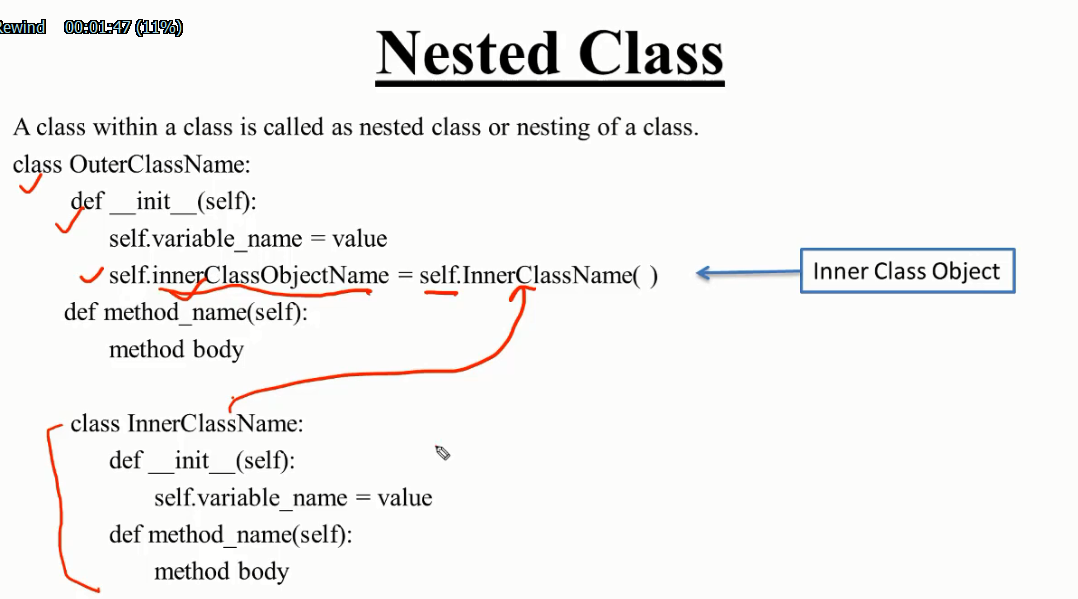 Rewind 00:01:47 (11%)
Nested Class
A class within a class is called as nested class or nesting of a class.
class OuterClassName:
def __init__(self):
self.variable_name = value
self.innerClassObjectName = self.InnerClassName( )
Inner Class Object
def method_name(self):
method body
class InnerClassName:
def __init__(self):
self.variable_name = value
def method_name(self):
method body